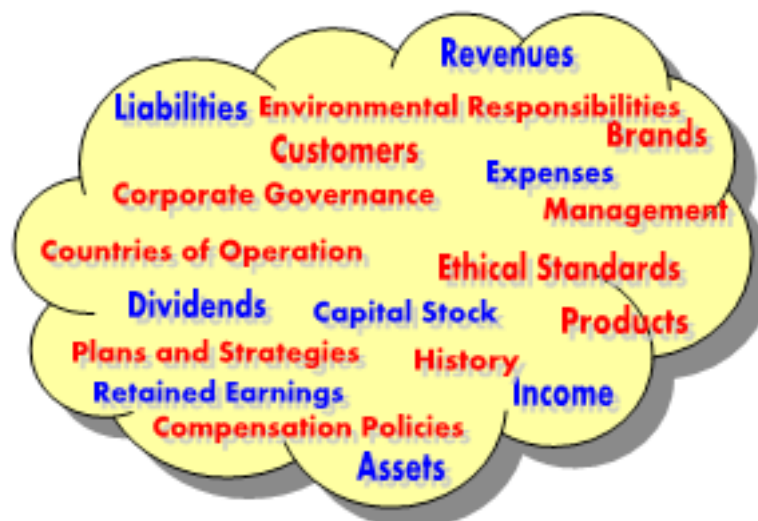 Revenues
Liabilities
Environmental Responsibilities
Brands
Customers
Expenses
Corporate Governance
Management
Countries of Operation
Ethical Standards
Dividends
Capital Stock
Products
Plans and Strategies
History
Retained Earnings
Income
Compensation Policies
Assets